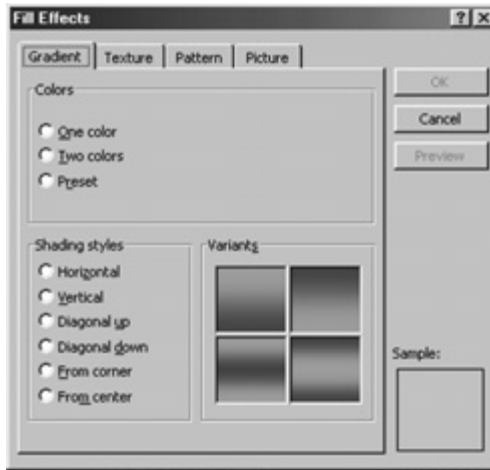 Fill Effects
Gradient Texture Pattern Picture
Colors
One color
Two colors
Preset
Shading styles
Horizontal
Vertical
Diagonal up
Diagonal down
From corner
From center
Variants
OK
Cancel
Preview
Sample: